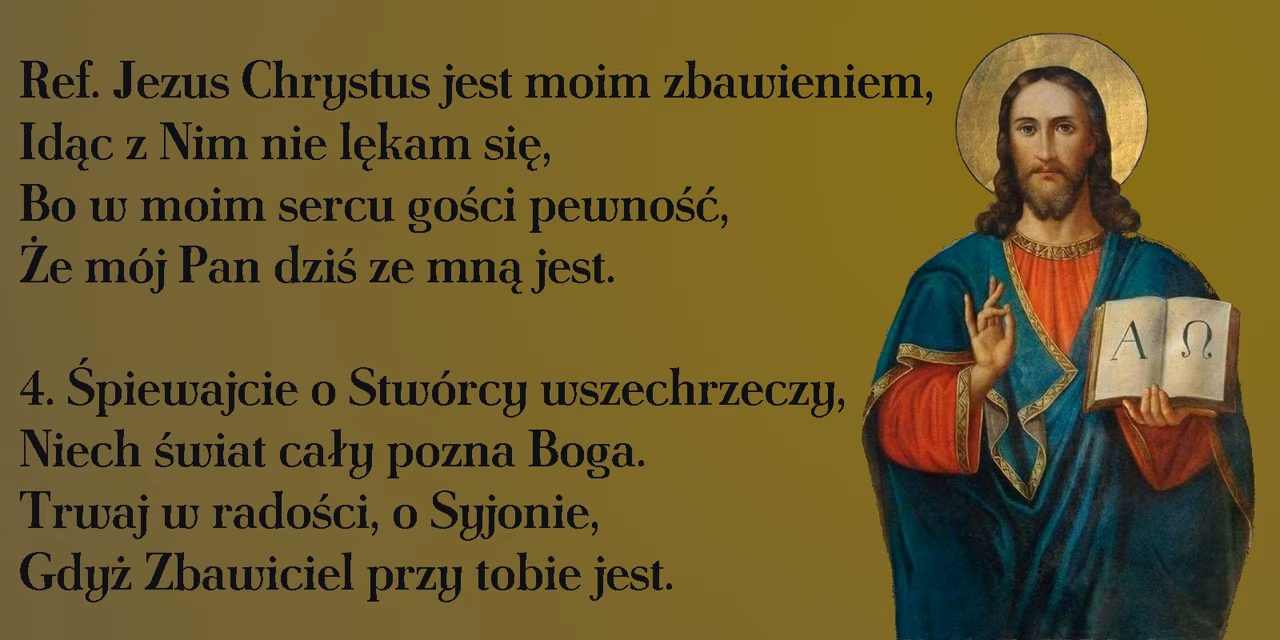 Ref. Jezus Chrystus jest moim zbawieniem,
Idąc z Nim nie lękam się,
Bo w moim sercu gości pewność,
Że mój Pan dziś ze mną jest.
4. Śpiewajcie o Stwórcy wszechrzeczy,
Niech świat cały pozna Boga.
Trwaj w radości, o Syjonie,
Gdyż Zbawiciel przy tobie jest.
Α Ω